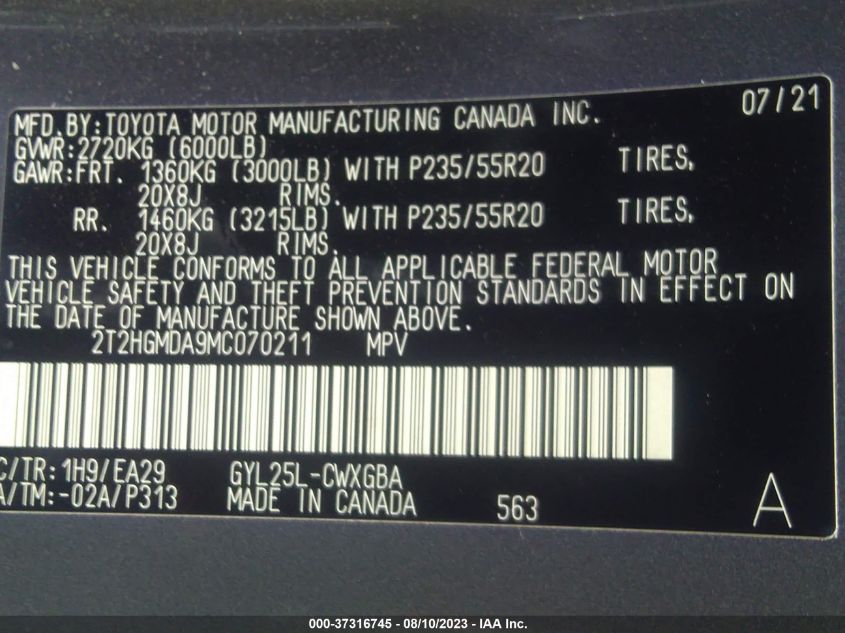 07/21
MFD.BY:TOYOTA MOTOR MANUFACTURING CANADA INC.
GVWR:2720KG (6000LB)
GAWR:FRT. 1360KG (3000LB) WITH P235/55R20 TIRES,
20X8J RIMS.
RR. 1460KG (3215LB) WITH P235/55R20 TIRES,
20X8J RIMS.
THIS VEHICLE CONFORMS TO ALL APPLICABLE FEDERAL MOTOR
VEHICLE SAFETY AND THEFT PREVENTION STANDARDS IN EFFECT ON
THE DATE OF MANUFACTURE SHOWN ABOVE.
2T2HGMDA9MC070211 MPV
C/TR:1H9/EA29 GYL25L-CWXGBA
A/TM:-02A/P313 MADE IN CANADA 563 A
000-37316745 - 08/10/2023 - IAA Inc.